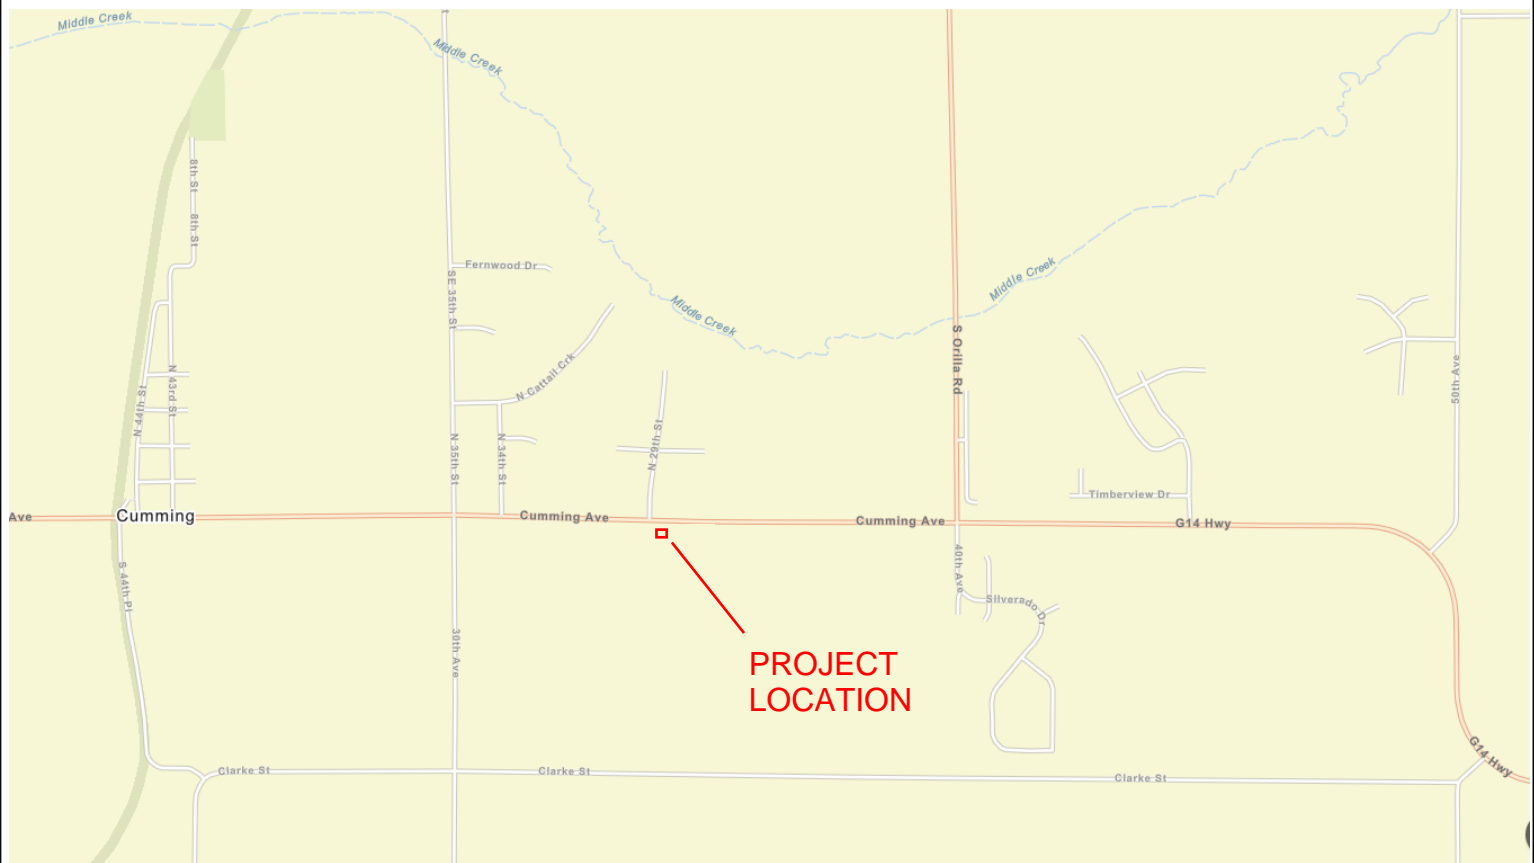 Middle Creek
t
Middle Creek
8th St
8th St
Fernwood Dr
SE 35th St
Middle Creek
Middle Creek
S Orilla Rd
N Cattail Crk
N 43rd St
N 44th St
50th Ave
N 35th St
N 34th St
N 29th St
Timberview Dr
Ave
Cumming
Cumming Ave
Cumming Ave
G14 Hwy
40th Ave
S 44th Pl
Silverado Dr
30th Ave
PROJECT
LOCATION
G14 Hwy
Clarke St
Clarke St
Clarke St